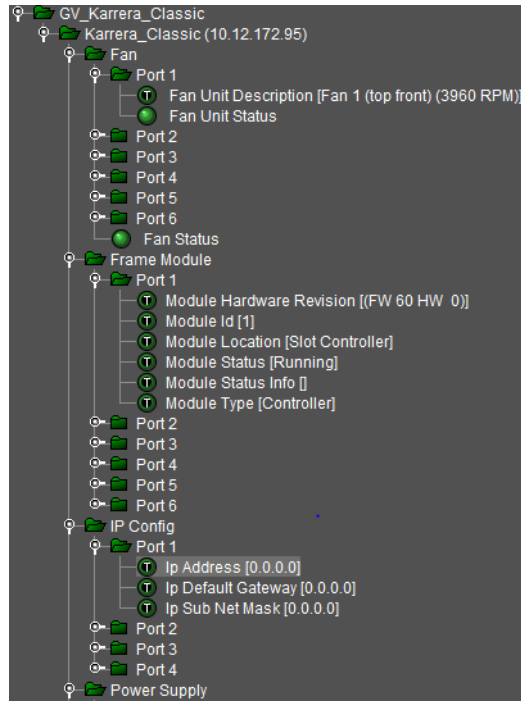 GV_Karrera_Classic
Karrera_Classic (10.12.172.95)
Fan
Port 1
T Fan Unit Description [Fan 1 (top front) (3960 RPM)]
Fan Unit Status
Port 2
Port 3
Port 4
Port 5
Port 6
Fan Status
Frame Module
Port 1
T Module Hardware Revision [(FW 60 HW  0)]
T Module Id [1]
T Module Location [Slot Controller]
T Module Status [Running]
T Module Status Info []
T Module Type [Controller]
Port 2
Port 3
Port 4
Port 5
Port 6
IP Config
Port 1
T Ip Address [0.0.0.0]
T Ip Default Gateway [0.0.0.0]
T Ip Sub Net Mask [0.0.0.0]
Port 2
Port 3
Port 4
Power Supply